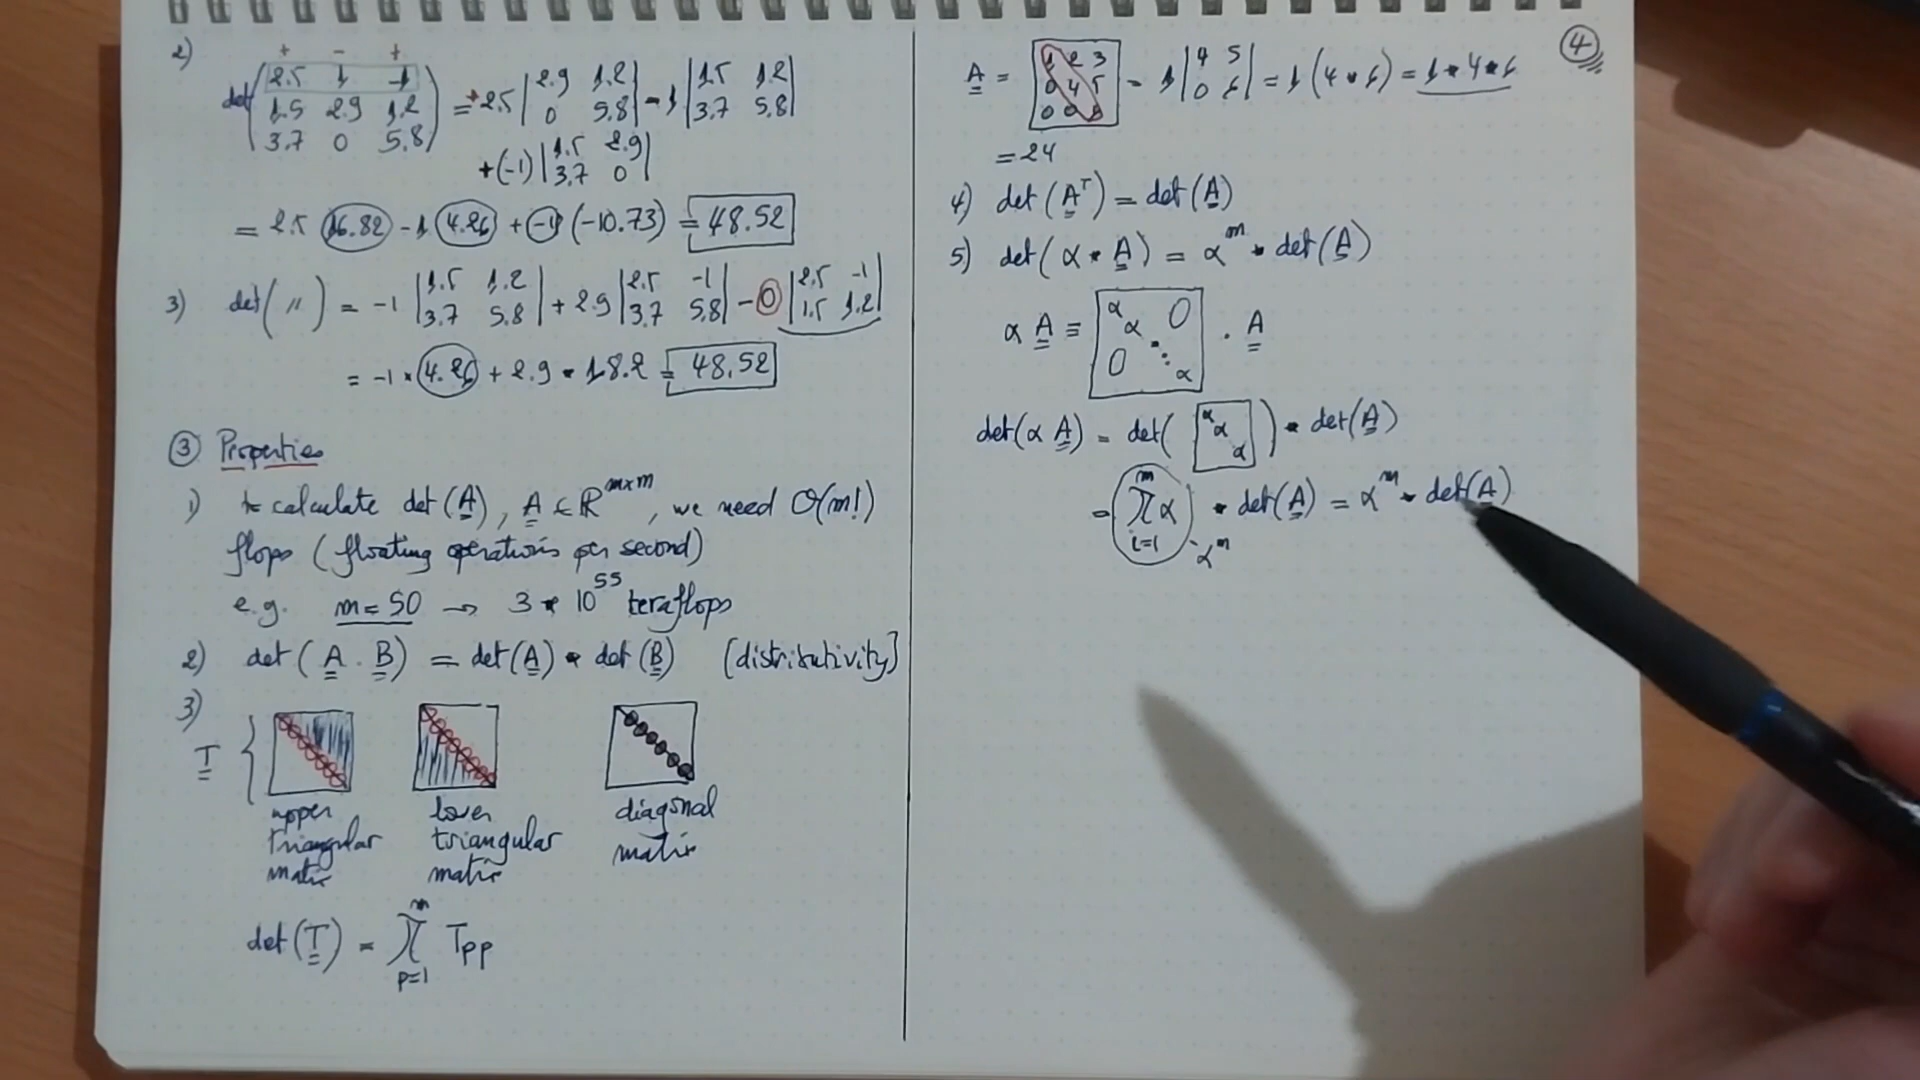 2)
+ - +
det( 2.5 1 -1
1.5 2.9 1.2
3.7 0 5.8 ) = +2.5 | 2.9 1.2
0 5.8 | - 1 | 1.5 1.2
3.7 5.8 |
+(-1) | 1.5 2.9
3.7 0 |
= 2.5 16.82 - 1 4.26 + (-1) (-10.73) = 48.52
3) det( " ) = -1 | 1.5 1.2
3.7 5.8 | + 2.9 | 2.5 -1
3.7 5.8 | - 0 | 2.5 -1
1.5 1.2 |
= -1 * 4.26 + 2.9 * 18.2 = 48.52
③ Properties
1) to calculate det(A), A ∈ R^mxm, we need O(m!)
flops (floating operations per second)
e.g. m = 50 → 3 * 10^55 teraflops
2) det(A . B) = det(A) * det(B) (distributivity)
3)
T {
upper triangular matrix
lower triangular matrix
diagonal matrix
det(T) = ∏ m p=1 Tpp
④
A = 1 2 3
0 4 5
0 0 6 = 1 | 4 5
0 6 | = 1 (4 * 6) = 1 * 4 * 6
= 24
4) det(A^T) = det(A)
5) det(α * A) = α^m * det(A)
α A ≡ [ α α 0 0 α ] . A
det(α A) = det( α α α ) * det(A)
= ∏ m i=1 α * det(A) = α^m * det(A)
= α^m